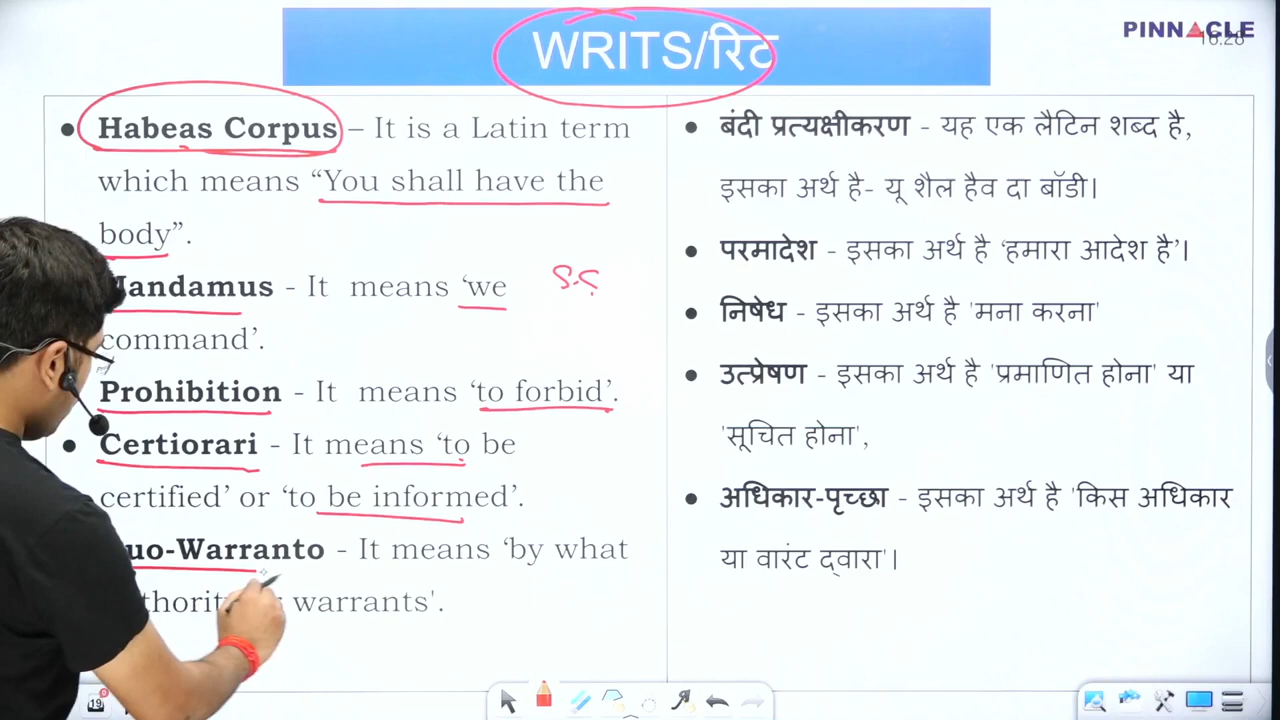 WRITS/रिट
PINNACLE
16:28
• Habeas Corpus – It is a Latin term
which means “You shall have the
body”.
Mandamus - It means ‘we
command’.
Prohibition - It means ‘to forbid’.
• Certiorari - It means ‘to be
certified’ or ‘to be informed’.
uo-Warranto - It means ‘by what
warrants'.
• बंदी प्रत्यक्षीकरण - यह एक लैटिन शब्द है,
इसका अर्थ है- यू शैल हैव दा बॉडी।
• परमादेश - इसका अर्थ है ‘हमारा आदेश है’।
• निषेध - इसका अर्थ है 'मना करना'
• उत्प्रेषण - इसका अर्थ है 'प्रमाणित होना' या
'सूचित होना',
• अधिकार-पृच्छा - इसका अर्थ है 'किस अधिकार
या वारंट द्वारा'।
19